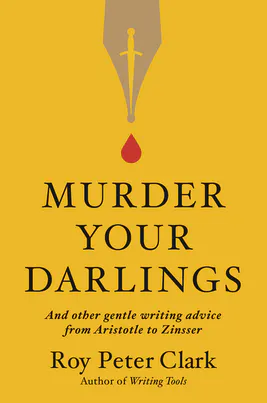 MURDER
YOUR
DARLINGS
And other gentle writing advice
from Aristotle to Zinsser
Roy Peter Clark
Author of Writing Tools